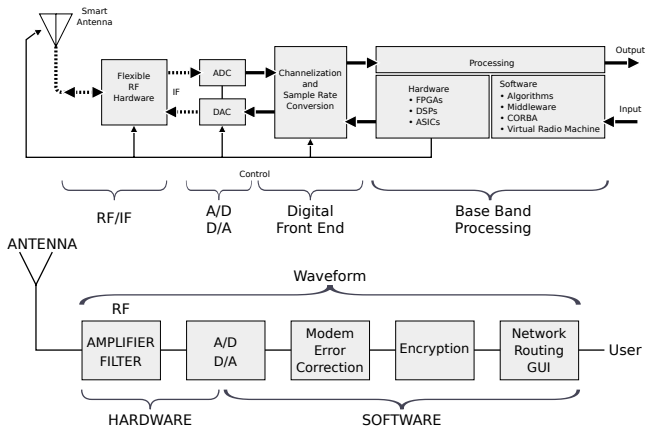 Smart
Antenna
Flexible
RF
Hardware
IF
ADC
DAC
Channelization
and
Sample Rate
Conversion
Processing
Hardware
• FPGAs
• DSPs
• ASICs
Software
• Algorithms
• Middleware
• CORBA
• Virtual Radio Machine
Output
Input
Control
RF/IF
A/D
D/A
Digital
Front End
Base Band
Processing
ANTENNA
Waveform
RF
AMPLIFIER
FILTER
A/D
D/A
Modem
Error
Correction
Encryption
Network
Routing
GUI
User
HARDWARE
SOFTWARE